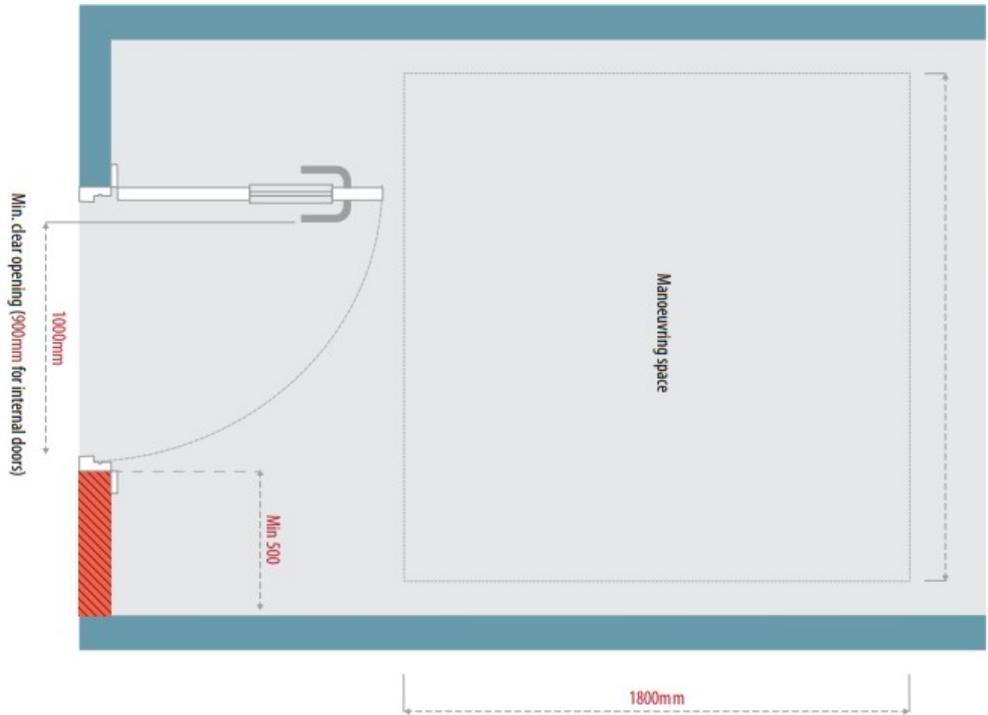 Min. clear opening (900mm for internal doors)
1000mm
Min 500
Manoeuvring space
1800mm